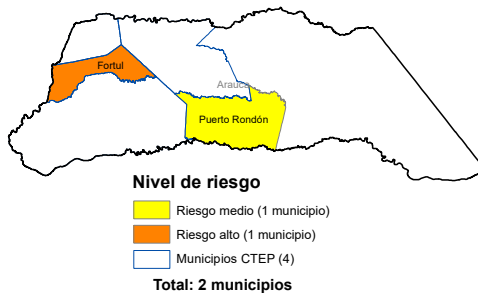 Fortul
Arauca
Puerto Rondón
Nivel de riesgo
Riesgo medio (1 municipio)
Riesgo alto (1 municipio)
Municipios CTEP (4)
Total: 2 municipios